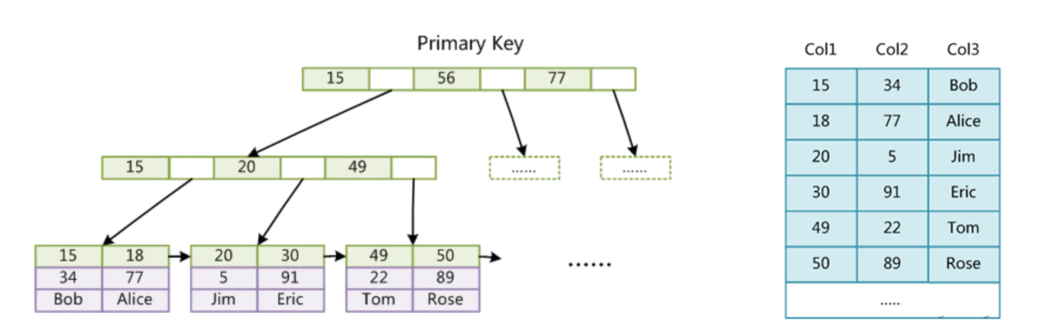 Primary Key
15 56 77
15 20 49
...... ......
15 18 20 30 49 50
34 77 5 91 22 89
Bob Alice Jim Eric Tom Rose
......
Col1 Col2 Col3
15 34 Bob
18 77 Alice
20 5 Jim
30 91 Eric
49 22 Tom
50 89 Rose
.....